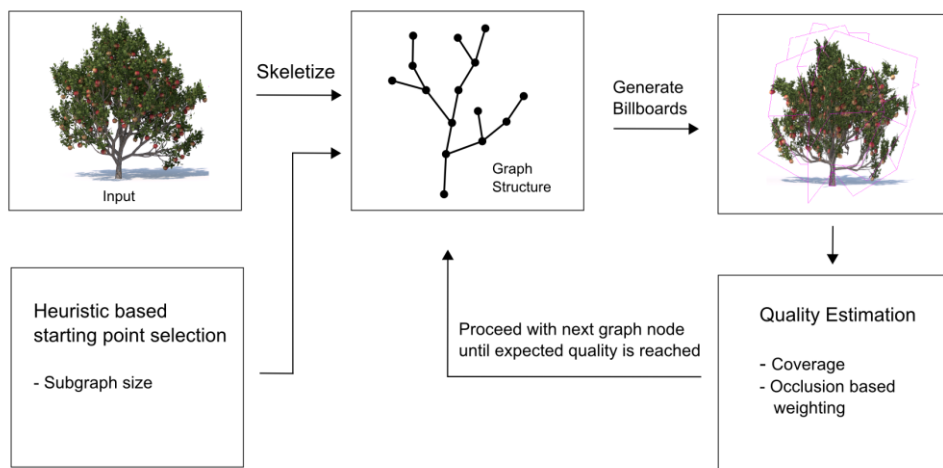 Input
Skeletize
Graph
Structure
Generate
Billboards
Heuristic based
starting point selection
- Subgraph size
Proceed with next graph node
until expected quality is reached
Quality Estimation
- Coverage
- Occlusion based
weighting